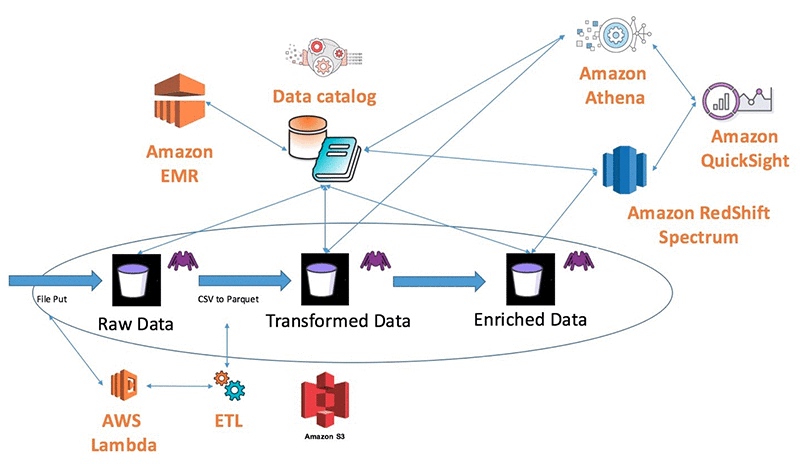 Data catalog
Amazon
EMR
Amazon
Athena
Amazon
QuickSight
Amazon RedShift
Spectrum
File Put
Raw Data
CSV to Parquet
Transformed Data
Enriched Data
AWS
Lambda
ETL
Amazon S3